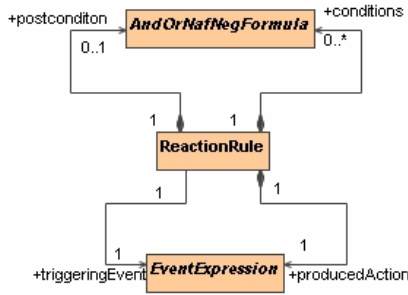 +postconditon
AndOrNafNegFormula
+conditions
0..1
0..*
1
1
ReactionRule
1
1
1
1
+triggeringEvent
EventExpression
+producedAction